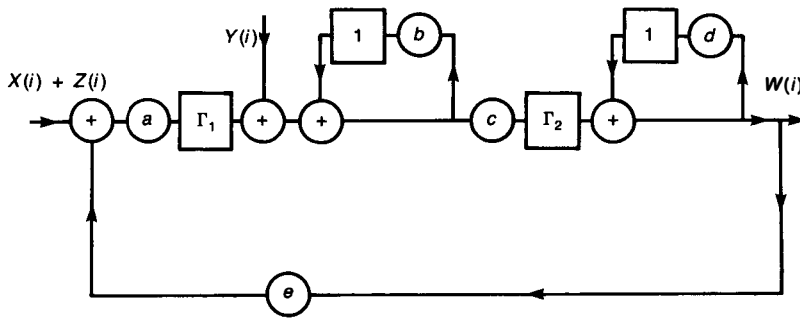 Y(i)
1
b
1
d
X(i) + Z(i)
W(i)
+
a
Γ₁
+
+
c
Γ₂
+
e